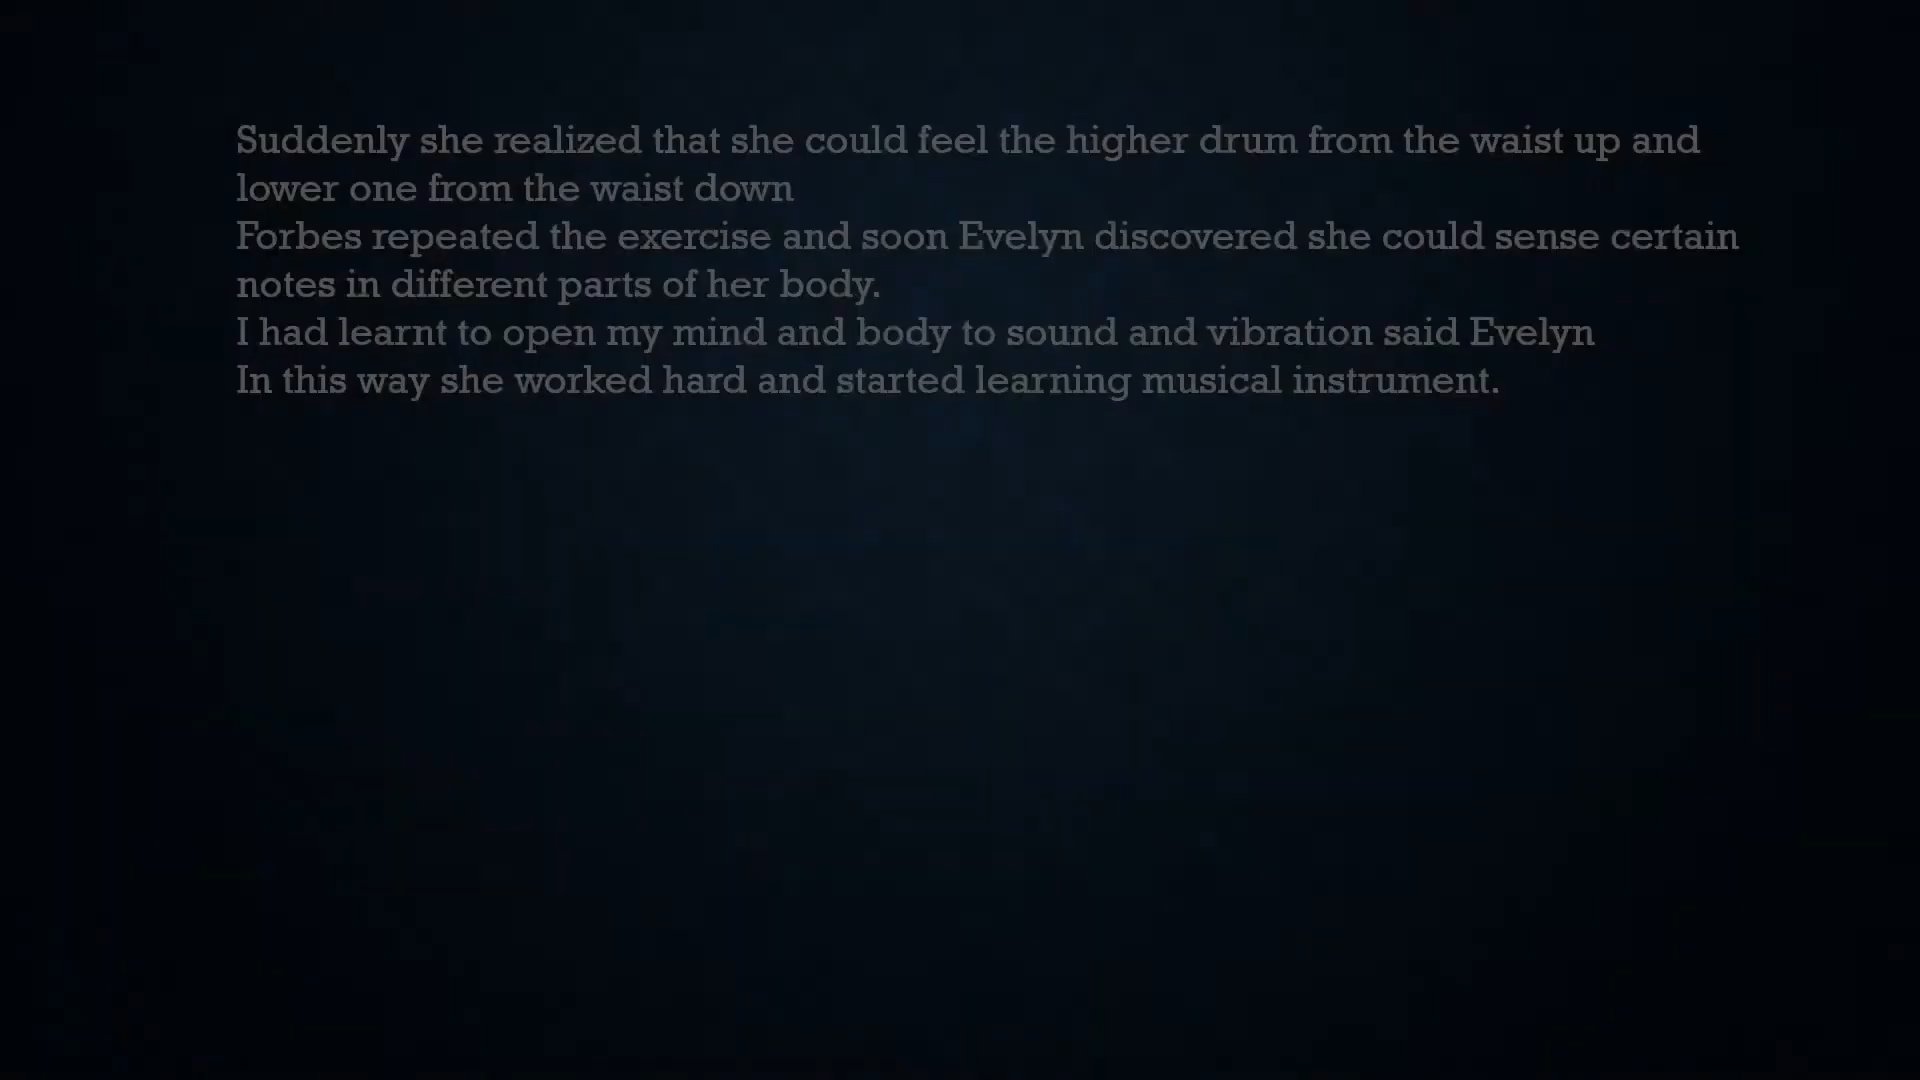 Suddenly she realized that she could feel the higher drum from the waist up and
lower one from the waist down
Forbes repeated the exercise and soon Evelyn discovered she could sense certain
notes in different parts of her body.
I had learnt to open my mind and body to sound and vibration said Evelyn
In this way she worked hard and started learning musical instrument.